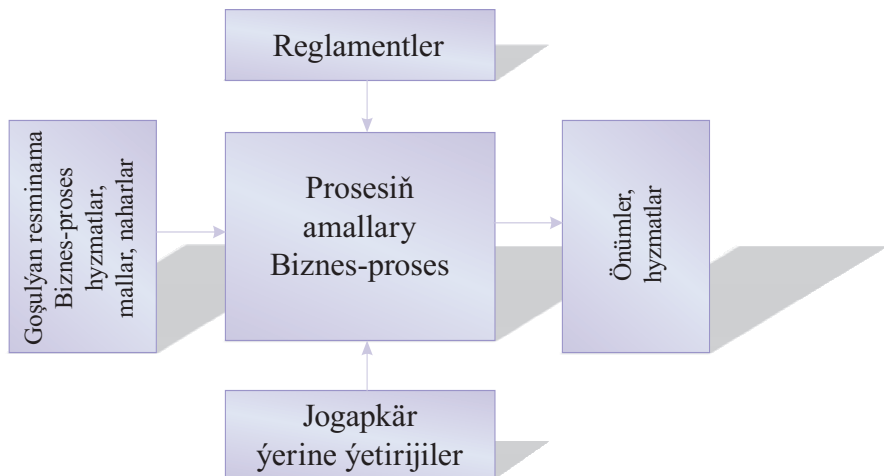 Reglamentler
Goşulýan resminama
Biznes-proses
hyzmatlar,
mallar, naharlar
Prosesiň
amallary
Biznes-proses
Önümler,
hyzmatlar
Jogapkär
ýerine ýetirijiler